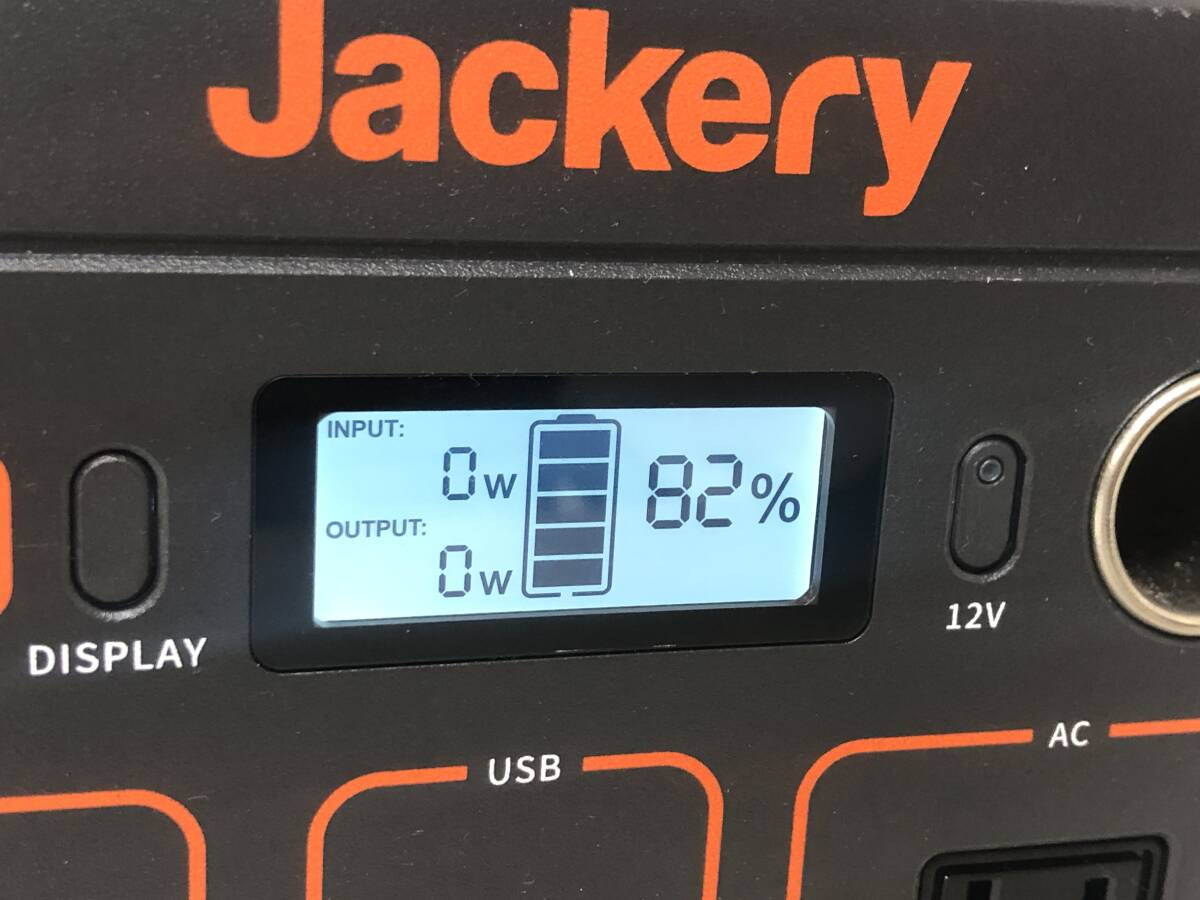 Jackery
INPUT:
0W
82%
OUTPUT:
0W
DISPLAY
12V
USB
AC